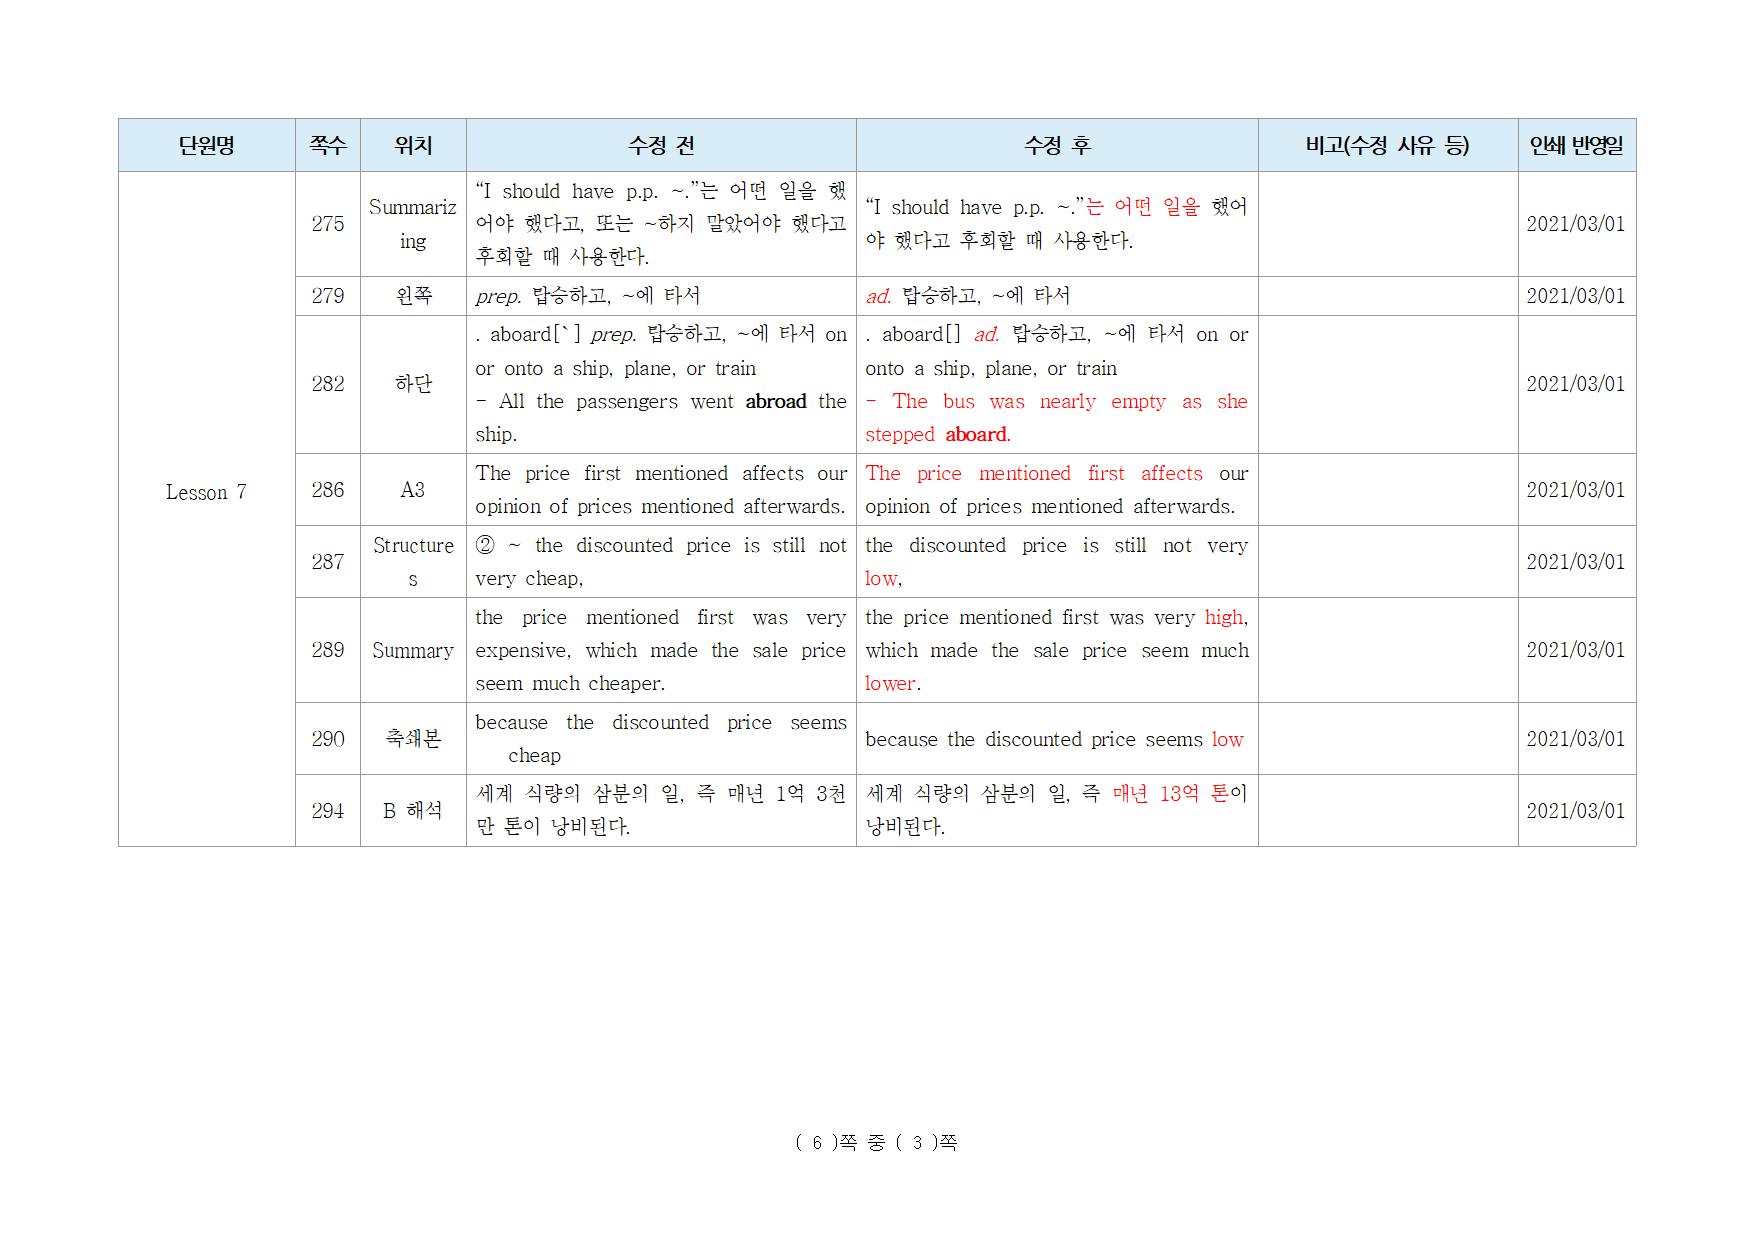 단원명 쪽수 위치 수정 전 수정 후 비고(수정 사유 등) 인쇄 반영일
Lesson 7
275
Summariz
ing
“I should have p.p. ~.”는 어떤 일을 했
어야 했다고, 또는 ~하지 말았어야 했다고
후회할 때 사용한다.
“I should have p.p. ~.”는 어떤 일을 했어
야 했다고 후회할 때 사용한다.
2021/03/01
279
왼쪽
prep. 탑승하고, ~에 타서
ad. 탑승하고, ~에 타서
2021/03/01
282
하단
. aboard[`] prep. 탑승하고, ~에 타서 on
or onto a ship, plane, or train
- All the passengers went abroad the
ship.
. aboard[] ad. 탑승하고, ~에 타서 on or
onto a ship, plane, or train
- The bus was nearly empty as she
stepped aboard.
2021/03/01
286
A3
The price first mentioned affects our
opinion of prices mentioned afterwards.
The price mentioned first affects our
opinion of prices mentioned afterwards.
2021/03/01
287
Structure
s
② ~ the discounted price is still not
very cheap,
the discounted price is still not very
low,
2021/03/01
289
Summary
the price mentioned first was very
expensive, which made the sale price
seem much cheaper.
the price mentioned first was very high,
which made the sale price seem much
lower.
2021/03/01
290
축쇄본
because the discounted price seems
cheap
because the discounted price seems low
2021/03/01
294
B 해석
세계 식량의 삼분의 일, 즉 매년 1억 3천
만 톤이 낭비된다.
세계 식량의 삼분의 일, 즉 매년 13억 톤이
낭비된다.
2021/03/01
( 6 )쪽 중 ( 3 )쪽